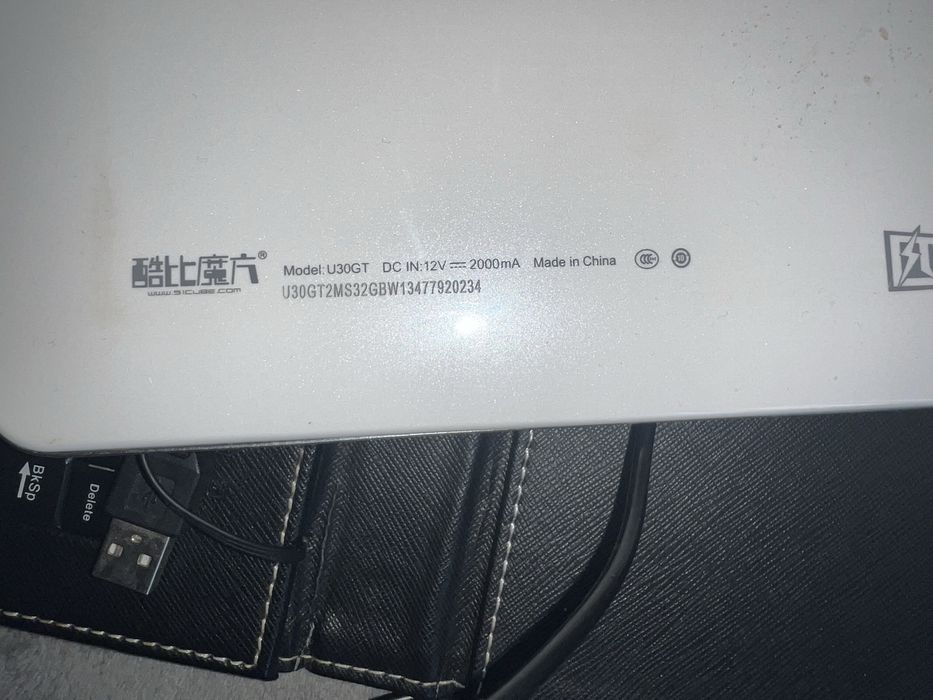 酷比魔方®
www.51CUBE.COM
Model: U30GT DC IN:12V ⎓ 2000mA Made in China
U30GT2MS32GBW13477920234
BkSp
Delete